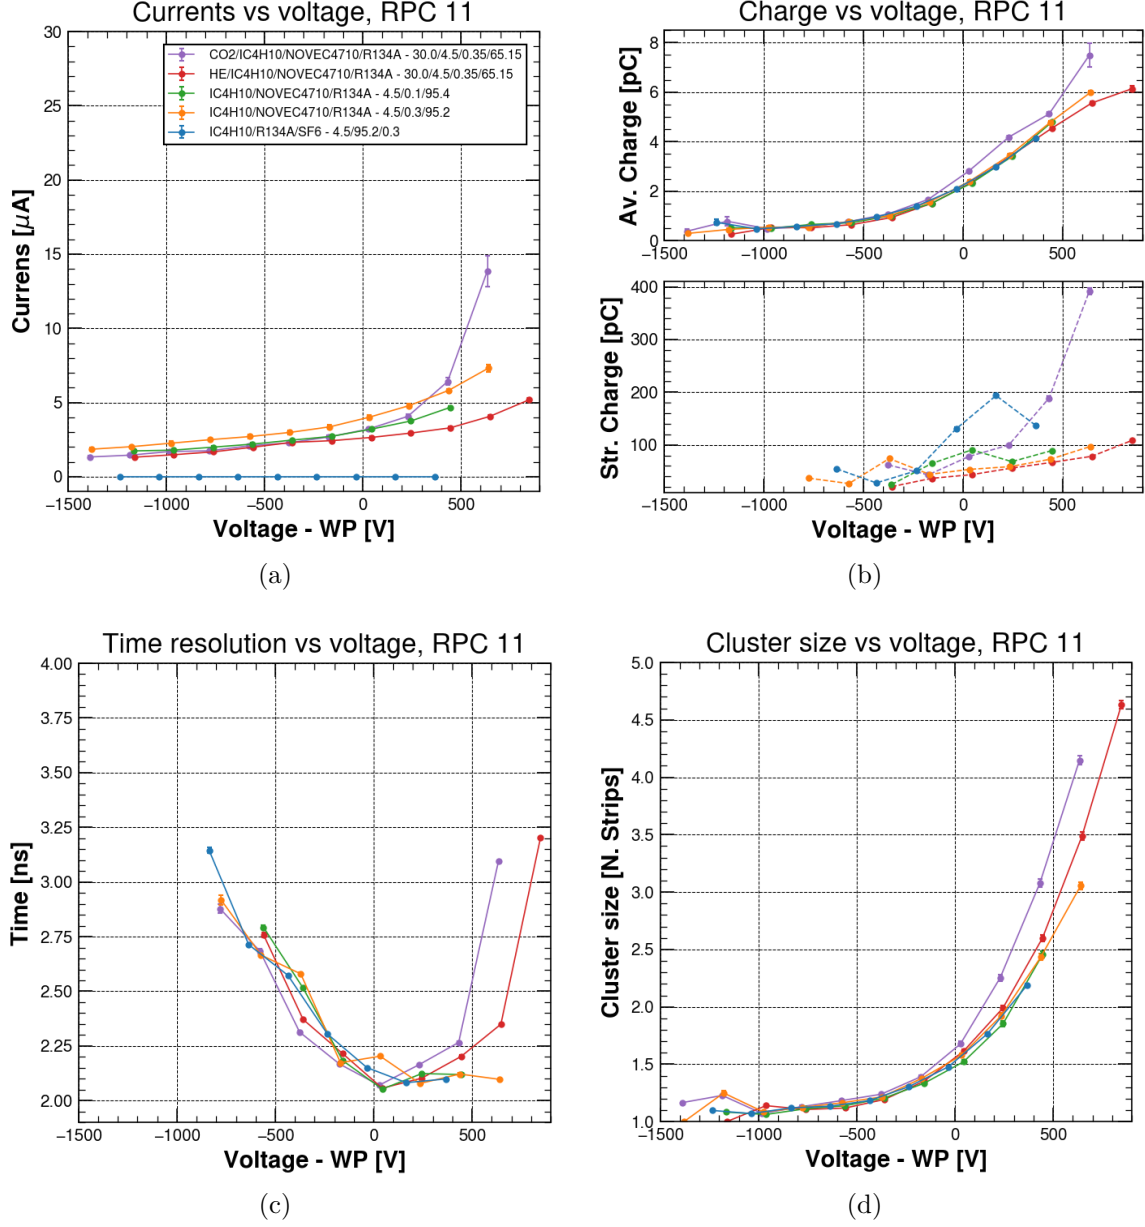 Currents vs voltage, RPC 11
30
25
20
15
10
5
0
Currens [μA]
CO2/IC4H10/NOVEC4710/R134A - 30.0/4.5/0.35/65.15
HE/IC4H10/NOVEC4710/R134A - 30.0/4.5/0.35/65.15
IC4H10/NOVEC4710/R134A - 4.5/0.1/95.4
IC4H10/NOVEC4710/R134A - 4.5/0.3/95.2
IC4H10/R134A/SF6 - 4.5/95.2/0.3
−1500 −1000 −500 0 500
Voltage - WP [V]
(a)
Charge vs voltage, RPC 11
8
6
4
2
0
Av. Charge [pC]
−1500 −1000 −500 0 500
400
300
200
100
Str. Charge [pC]
−1500 −1000 −500 0 500
Voltage - WP [V]
(b)
Time resolution vs voltage, RPC 11
4.00
3.75
3.50
3.25
3.00
2.75
2.50
2.25
2.00
Time [ns]
−1500 −1000 −500 0 500
Voltage - WP [V]
(c)
Cluster size vs voltage, RPC 11
5.0
4.5
4.0
3.5
3.0
2.5
2.0
1.5
1.0
Cluster size [N. Strips]
−1500 −1000 −500 0 500
Voltage - WP [V]
(d)